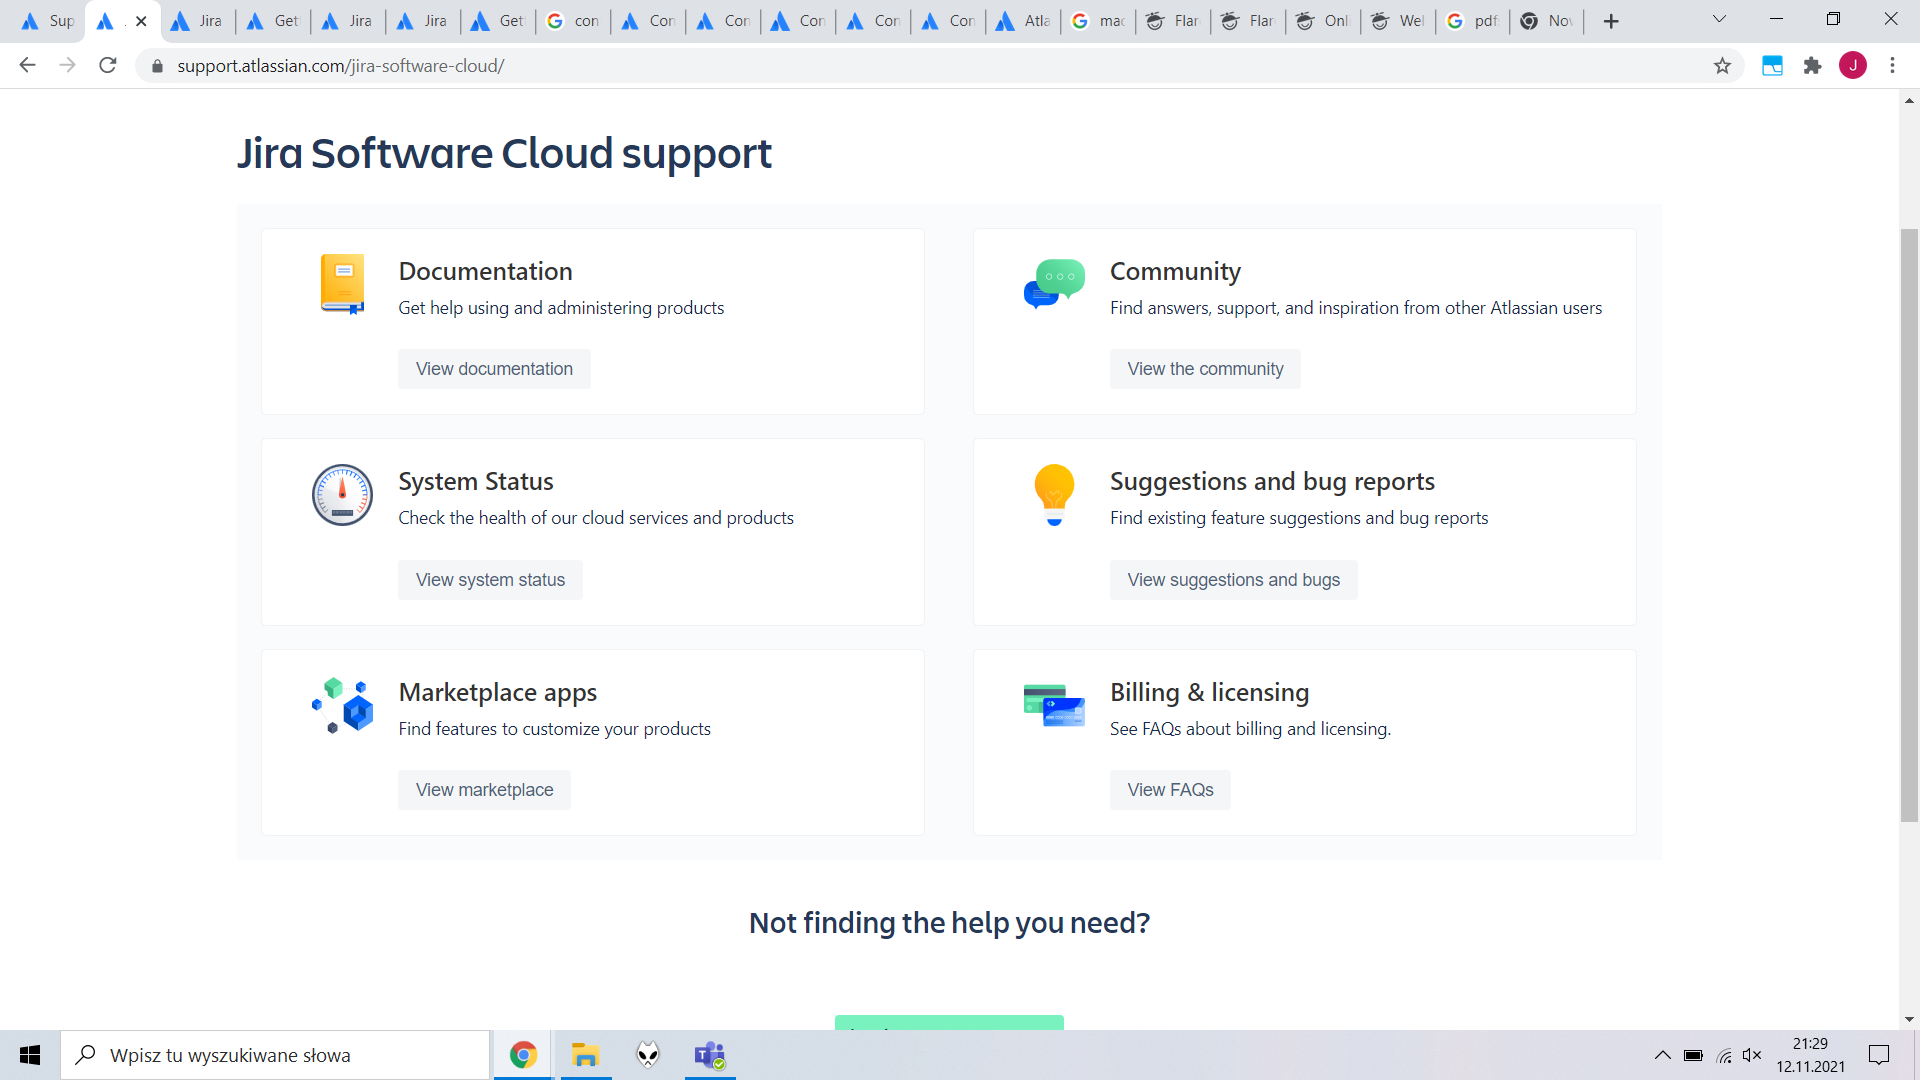 Sup
Jira
Get
Jira
Jira
Get
con
Con
Con
Con
Con
Con
Atla
mad
Flar
Flar
Onli
Wel
pdf
Nov
support.atlassian.com/jira-software-cloud/
J
Jira Software Cloud support
Documentation
Get help using and administering products
View documentation
Community
Find answers, support, and inspiration from other Atlassian users
View the community
System Status
Check the health of our cloud services and products
View system status
Suggestions and bug reports
Find existing feature suggestions and bug reports
View suggestions and bugs
Marketplace apps
Find features to customize your products
View marketplace
Billing & licensing
See FAQs about billing and licensing.
View FAQs
Not finding the help you need?
Wpisz tu wyszukiwane słowa
21:29
12.11.2021